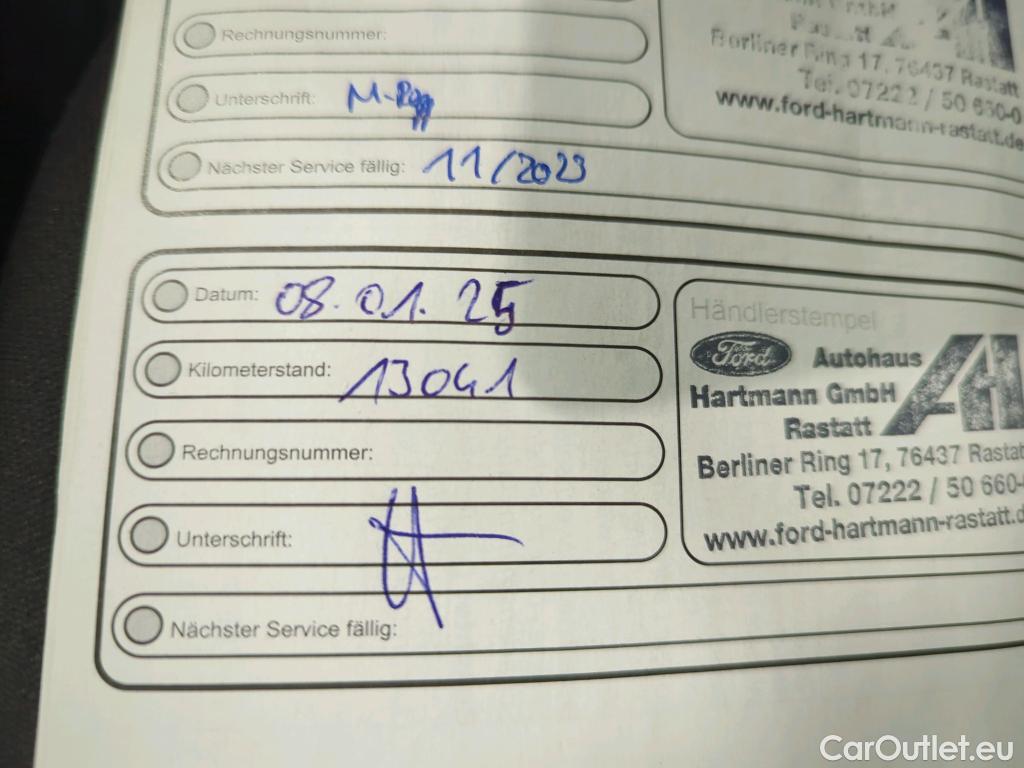 Rechnungsnummer:
Berliner Ring 17, 76437 Rastatt
Tel. 07222 / 50 660-0
www.ford-hartmann-rastatt.de
Unterschrift:
Nächster Service fällig: 11/2023
Datum: 08.01.25
Kilometerstand: 13041
Rechnungsnummer:
Unterschrift:
Nächster Service fällig:
Händlerstempel
Ford Autohaus
Hartmann GmbH AH
Rastatt
Berliner Ring 17, 76437 Rastat
Tel. 07222 / 50 660-
www.ford-hartmann-rastatt.d
CarOutlet.eu